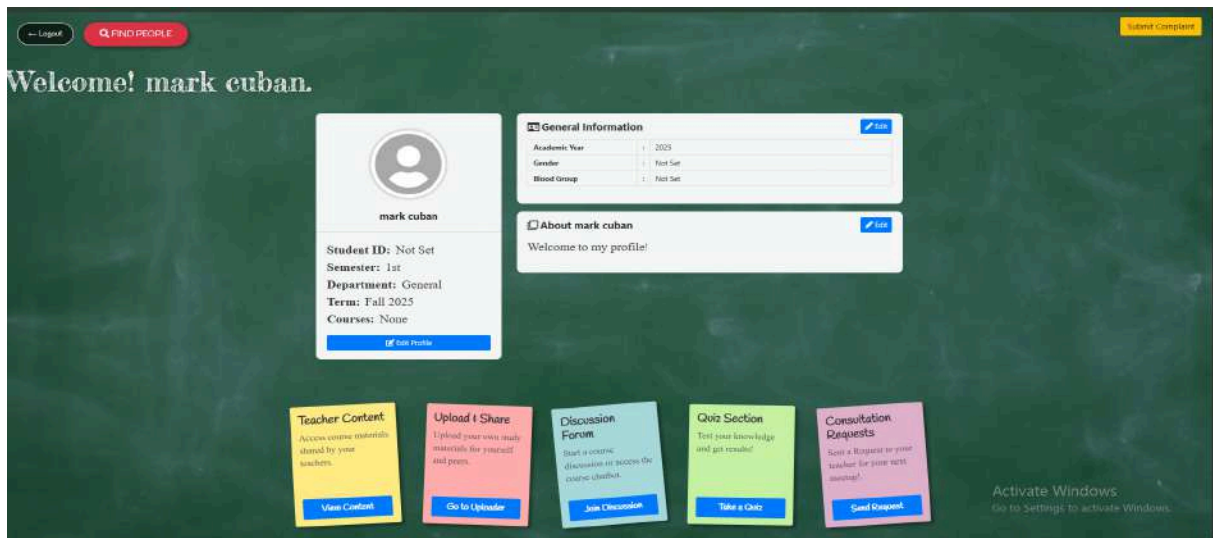 ← Logout
FIND PEOPLE
Submit Complaint
Welcome! mark cuban.
mark cuban
Student ID: Not Set
Semester: 1st
Department: General
Term: Fall 2025
Courses: None
Edit Profile
General Information
Edit
Academic Year : 2025
Gender : Not Set
Blood Group : Not Set
About mark cuban
Edit
Welcome to my profile!
Teacher Content
Access course materials
shared by your
teachers.
View Content
Upload & Share
Upload your own study
materials for yourself
and peers.
Go to Uploader
Discussion
Forum
Start a course
discussion or access the
course chatbot.
Join Discussion
Quiz Section
Test your knowledge
and get results!
Take a Quiz
Consultation
Requests
Sent a Request to your
teacher for your next
meetup!
Send Request
Activate Windows
Go to Settings to activate Windows.